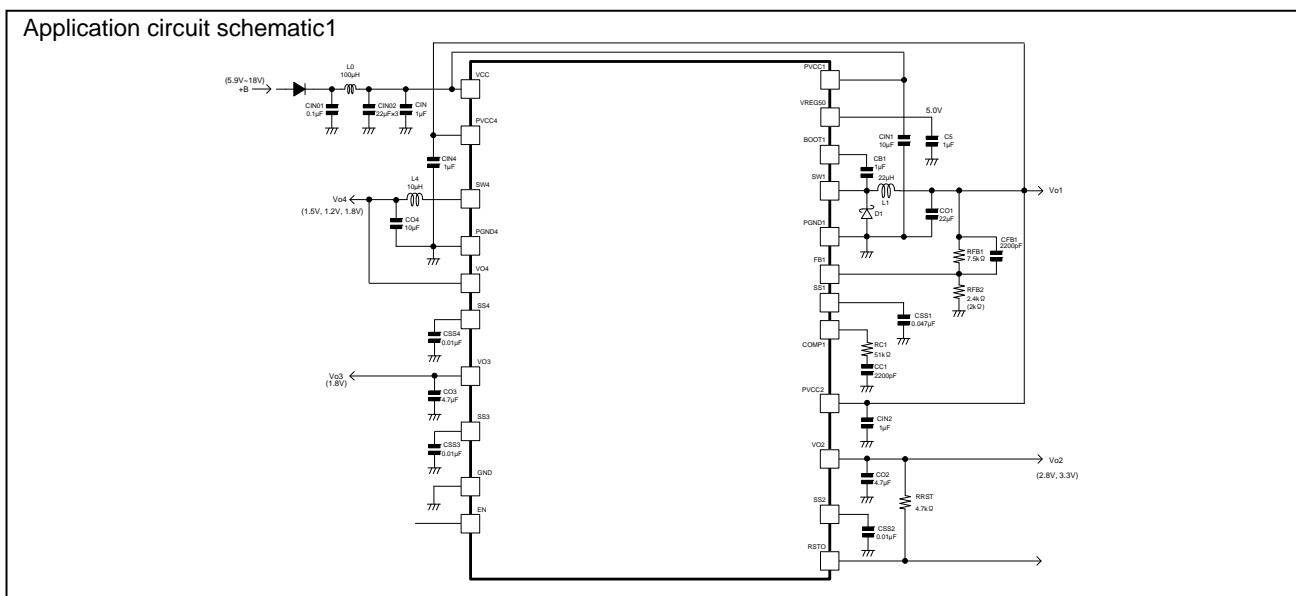 Application circuit schematic1
(5.9V~18V)
+B
L0
100μH
CIN01
0.1μF
CIN02
22μFx3
CIN
1μF
VCC
PVCC4
CIN4
1μF
L4
10μH
SW4
Vo4
(1.5V, 1.2V, 1.8V)
CO4
10μF
PGND4
VO4
SS4
CSS4
0.01μF
VO3
Vo3
(1.8V)
CO3
4.7μF
SS3
CSS3
0.01μF
GND
EN
PVCC1
VREG50
5.0V
CIN1
10μF
C5
1μF
BOOT1
CB1
1μF
SW1
22μH
L1
Vo1
D1
CO1
22μF
PGND1
CFB1
2200pF
RFB1
7.5kΩ
FB1
RFB2
2.4kΩ
(2kΩ)
SS1
CSS1
0.047μF
COMP1
RC1
51kΩ
CC1
2200pF
PVCC2
CIN2
1μF
VO2
Vo2
(2.8V, 3.3V)
CO2
4.7μF
RRST
4.7kΩ
SS2
CSS2
0.01μF
RSTO